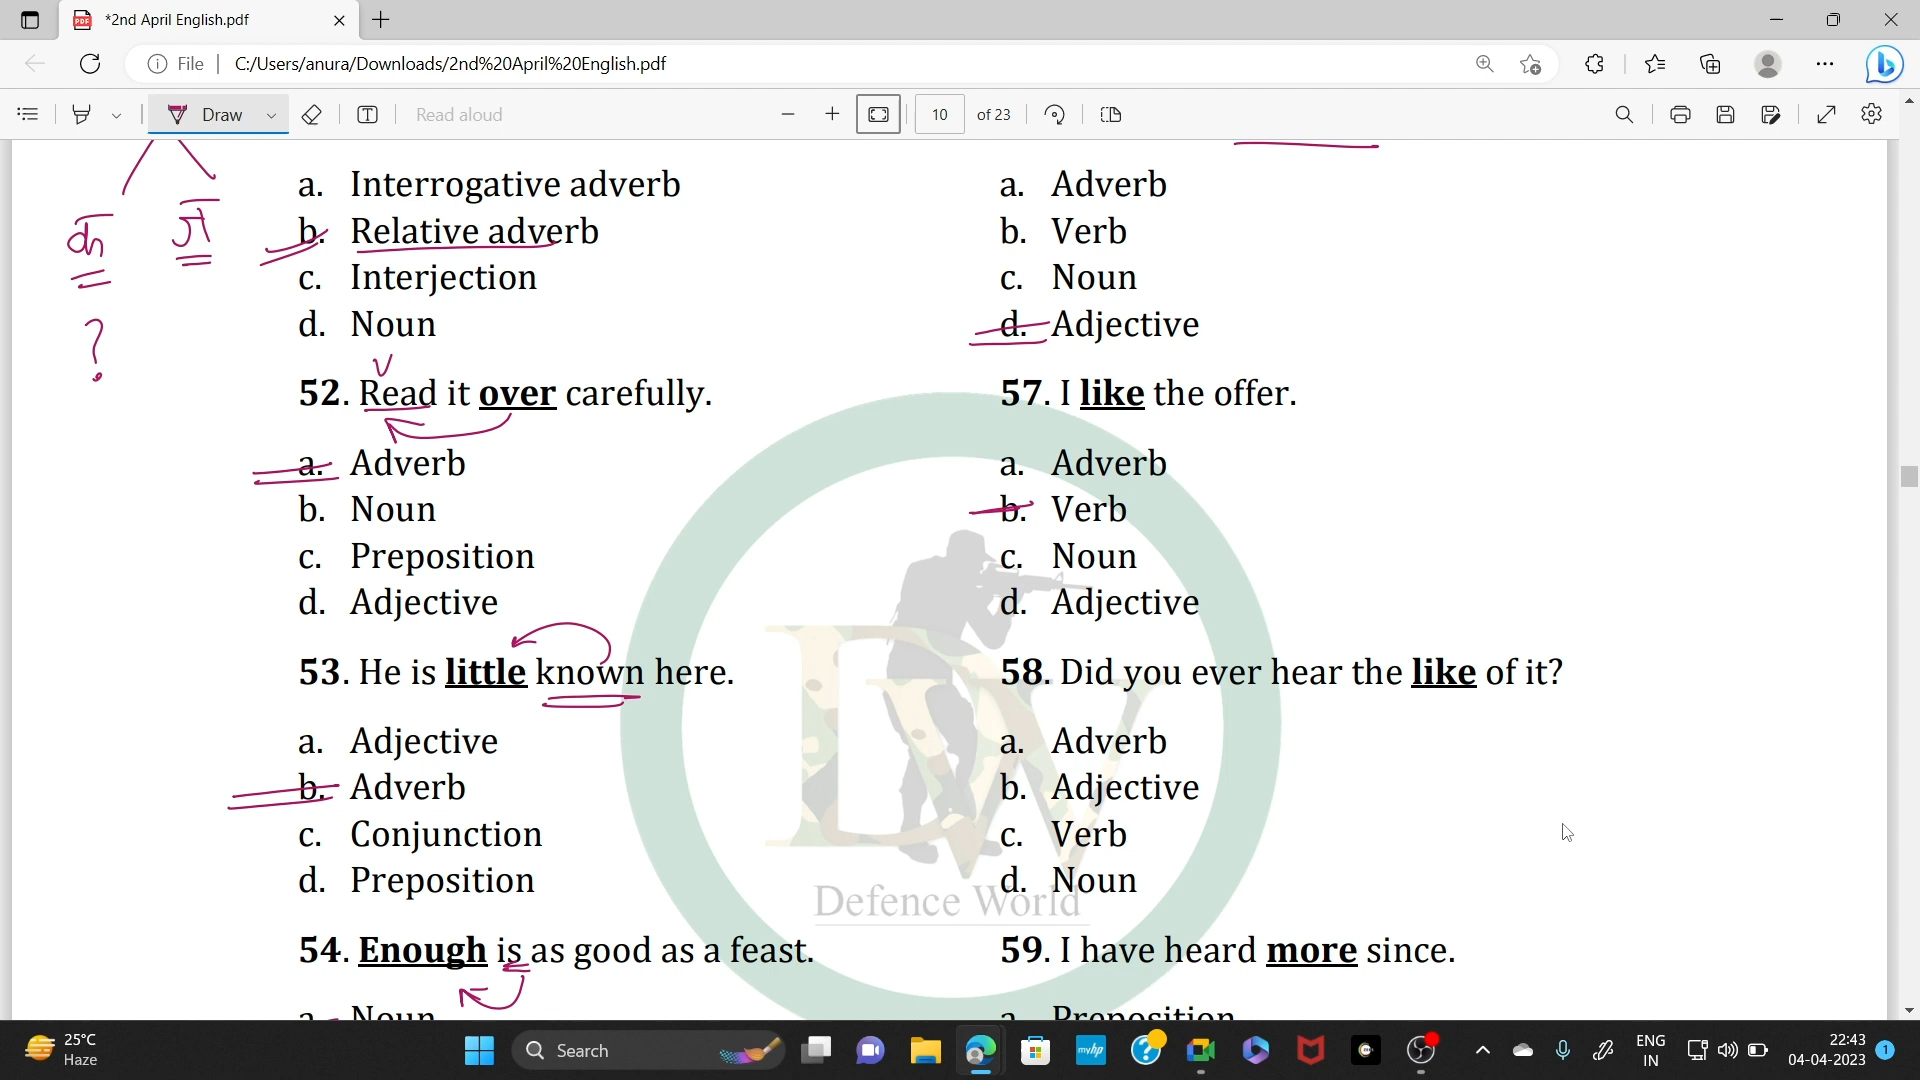 *2nd April English.pdf
File | C:/Users/anura/Downloads/2nd%20April%20English.pdf
Draw
Read aloud
10 of 23
a. Interrogative adverb
b. Relative adverb
c. Interjection
d. Noun
?
V
52. Read it over carefully.
a. Adverb
b. Noun
c. Preposition
d. Adjective
53. He is little known here.
a. Adjective
b. Adverb
c. Conjunction
d. Preposition
54. Enough is as good as a feast.
a. Noun
a. Adverb
b. Verb
c. Noun
d. Adjective
57. I like the offer.
a. Adverb
b. Verb
c. Noun
d. Adjective
58. Did you ever hear the like of it?
a. Adverb
b. Adjective
c. Verb
d. Noun
59. I have heard more since.
a. Preposition
Defence World
25°C
Haze
Search
myhp
ENG
IN
22:43
04-04-2023
1